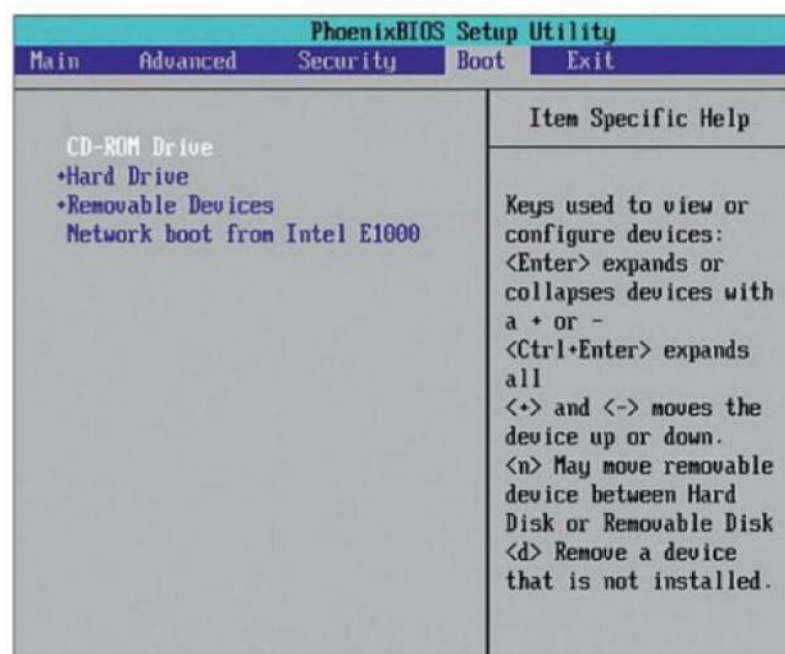 PhoenixBIOS Setup Utility
Main Advanced Security Boot Exit
CD-ROM Drive
+Hard Drive
+Removable Devices
Network boot from Intel E1000
Item Specific Help
Keys used to view or
configure devices:
<Enter> expands or
collapses devices with
a + or -
<Ctrl+Enter> expands
all
<+> and <-> moves the
device up or down.
<n> May move removable
device between Hard
Disk or Removable Disk
<d> Remove a device
that is not installed.